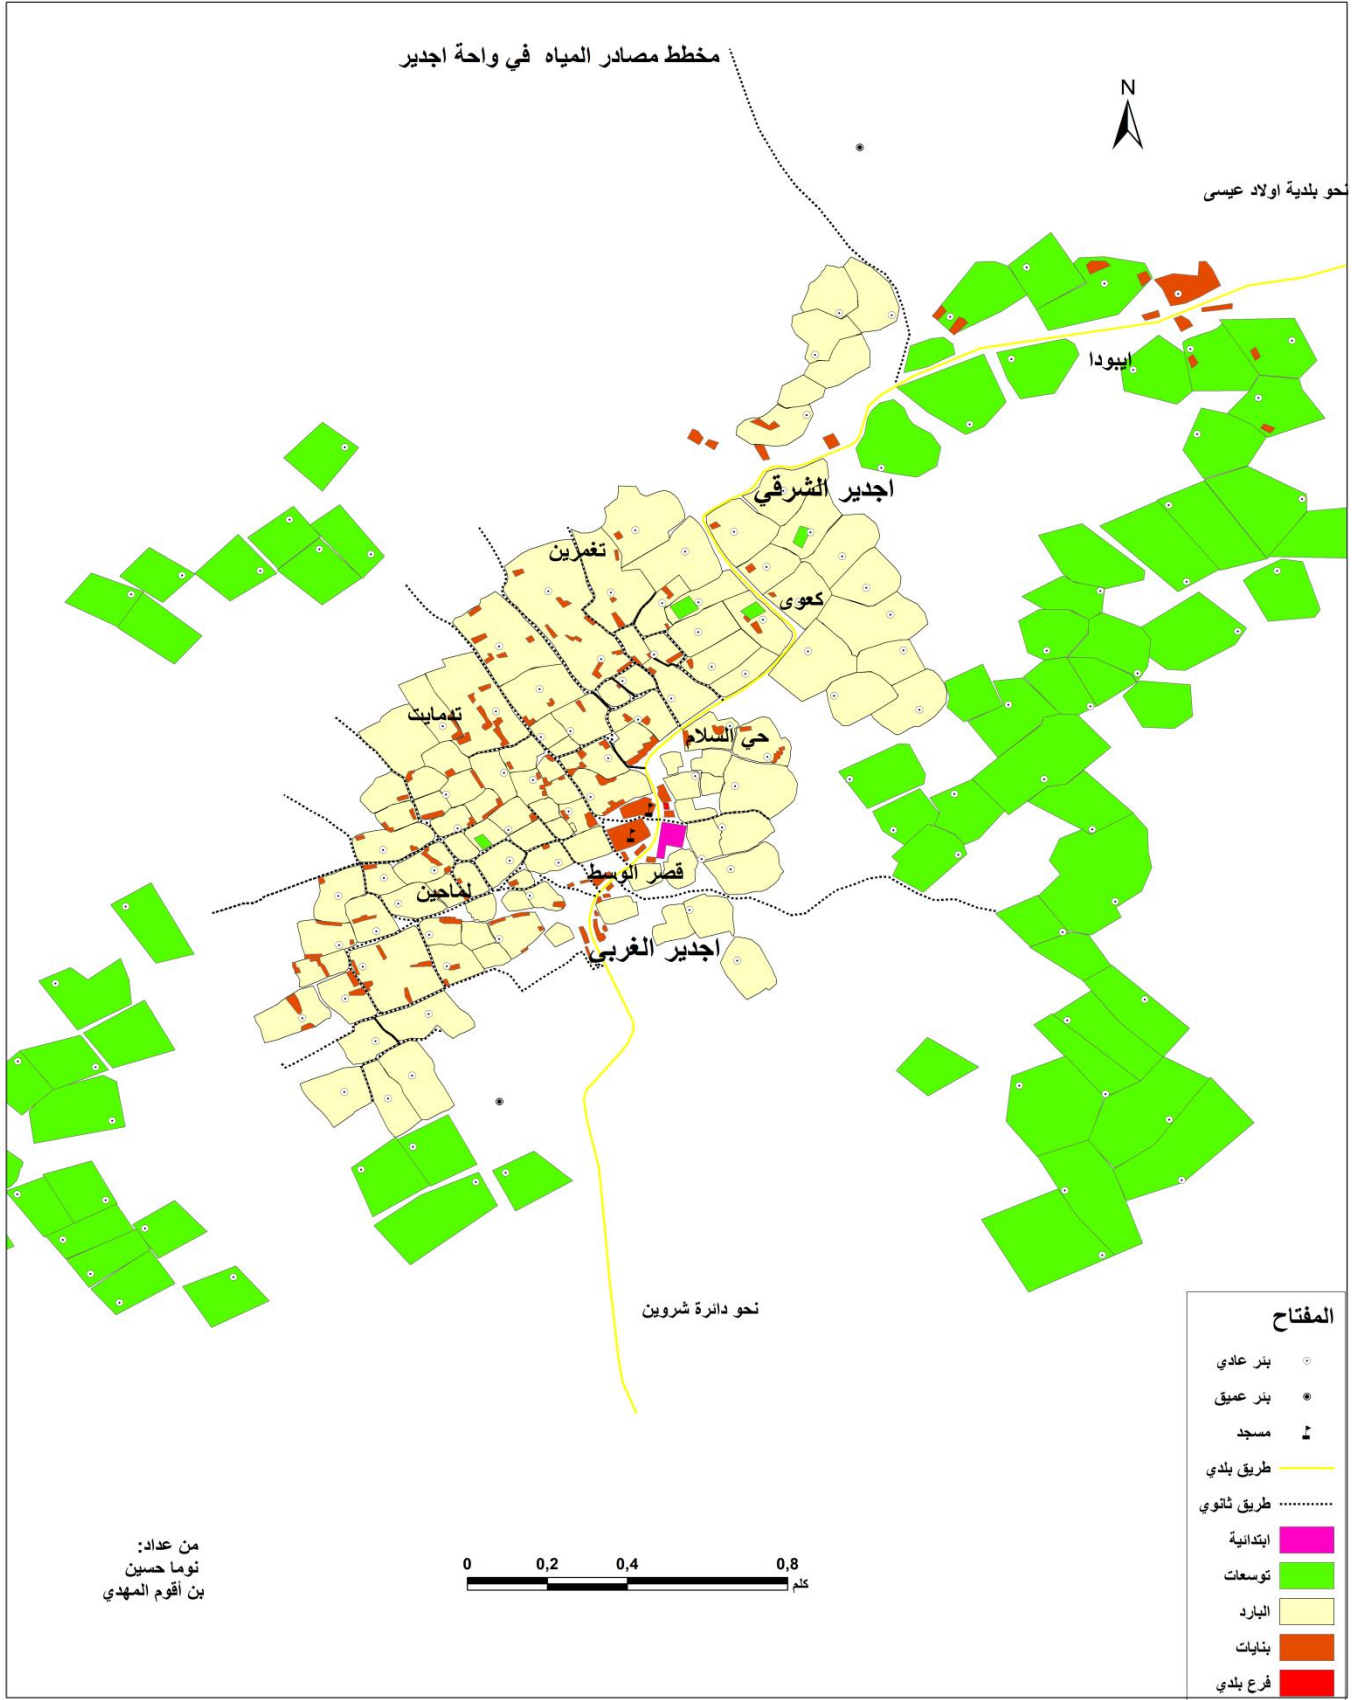 مخطط مصادر المياه في واحة اجدير
N
نحو بلدية اولاد عيسى
ايبودا
اجدير الشرقي
تغمرين
كعوى
تدمايت
حي السلام
قصر الوسط
لماحين
اجدير الغربي
نحو دائرة شروين
المفتاح
بئر عادي
بئر عميق
مسجد
طريق بلدي
طريق ثانوي
ابتدائية
توسعات
البارد
بنايات
فرع بلدي
من عداد:
نوما حسين
بن أقوم المهدي
0 0,2 0,4 0,8
كلم